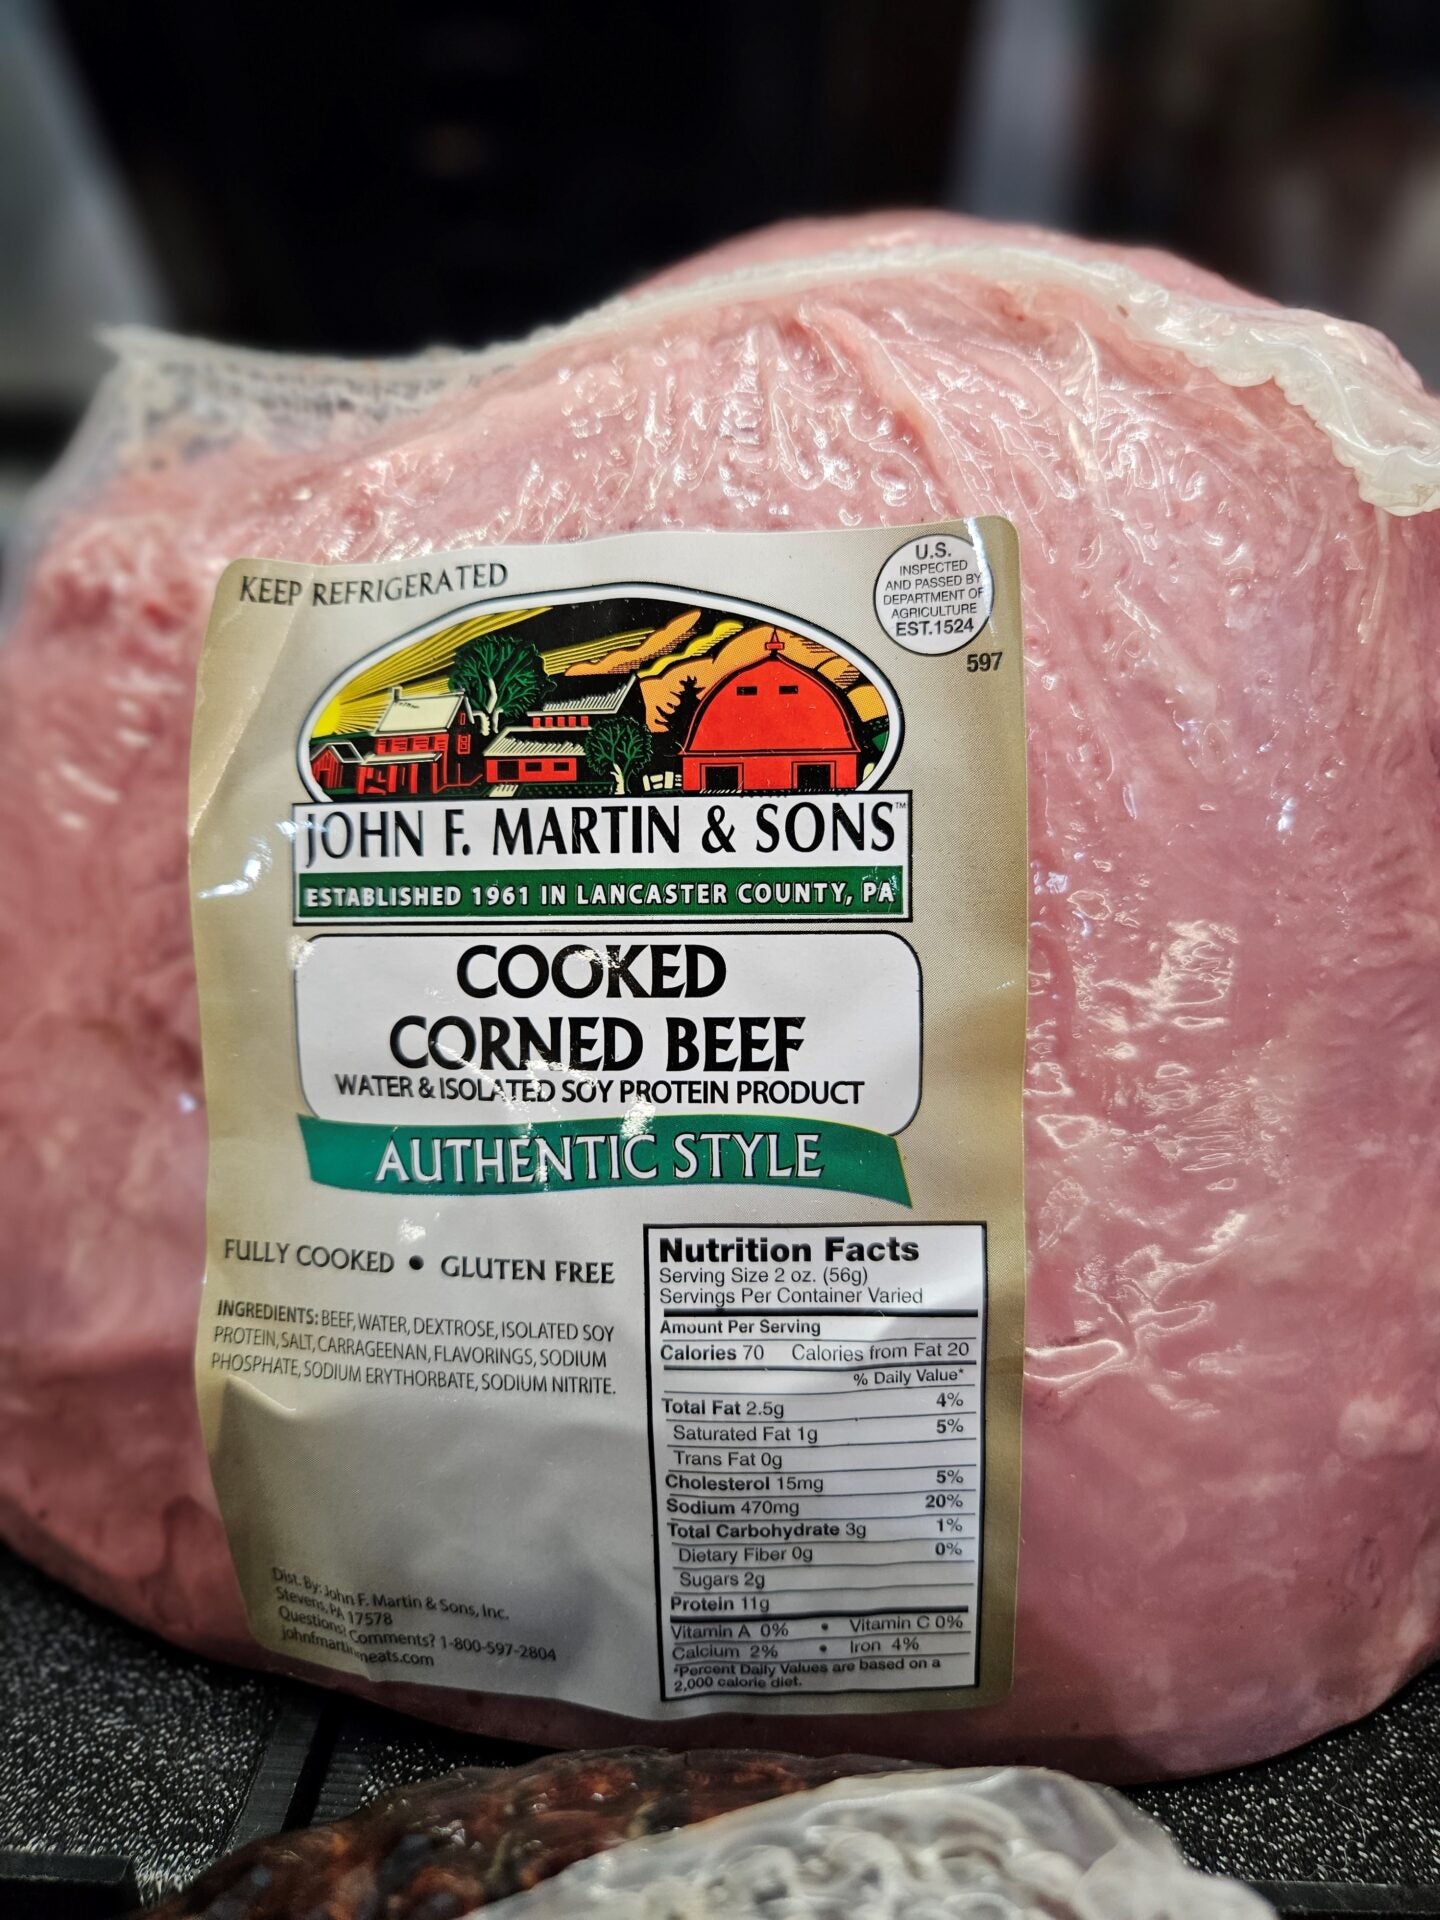 KEEP REFRIGERATED
U.S.
INSPECTED
AND PASSED BY
DEPARTMENT OF
AGRICULTURE
EST.1524
597
JOHN F. MARTIN & SONS™
ESTABLISHED 1961 IN LANCASTER COUNTY, PA
COOKED
CORNED BEEF
WATER & ISOLATED SOY PROTEIN PRODUCT
AUTHENTIC STYLE
FULLY COOKED • GLUTEN FREE
INGREDIENTS: BEEF, WATER, DEXTROSE, ISOLATED SOY
PROTEIN, SALT, CARRAGEENAN, FLAVORINGS, SODIUM
PHOSPHATE, SODIUM ERYTHORBATE, SODIUM NITRITE.
Dist. By: John F. Martin & Sons, Inc.
Stevens, PA 17578
Questions? Comments? 1-800-597-2804
johnfmartinmeats.com
Nutrition Facts
Serving Size 2 oz. (56g)
Servings Per Container Varied
Amount Per Serving
Calories 70 Calories from Fat 20
% Daily Value*
Total Fat 2.5g 4%
Saturated Fat 1g 5%
Trans Fat 0g
Cholesterol 15mg 5%
Sodium 470mg 20%
Total Carbohydrate 3g 1%
Dietary Fiber 0g 0%
Sugars 2g
Protein 11g
Vitamin A 0% • Vitamin C 0%
Calcium 2% • Iron 4%
*Percent Daily Values are based on a
2,000 calorie diet.